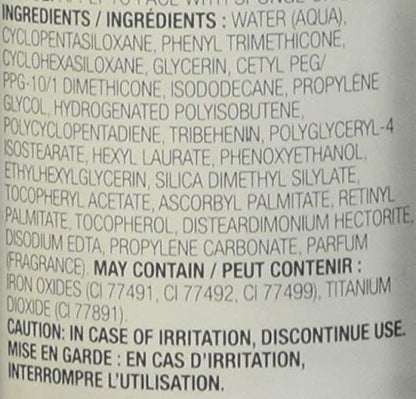 TO FACE WITH SPONGE
INGREDIENTS / INGRÉDIENTS : WATER (AQUA),
CYCLOPENTASILOXANE, PHENYL TRIMETHICONE,
CYCLOHEXASILOXANE, GLYCERIN, CETYL PEG/
PPG-10/1 DIMETHICONE, ISODODECANE, PROPYLENE
GLYCOL, HYDROGENATED POLYISOBUTENE,
POLYCYCLOPENTADIENE, TRIBEHENIN, POLYGLYCERYL-4
ISOSTEARATE, HEXYL LAURATE, PHENOXYETHANOL,
ETHYLHEXYLGLYCERIN, SILICA DIMETHYL SILYLATE,
TOCOPHERYL ACETATE, ASCORBYL PALMITATE, RETINYL
PALMITATE, TOCOPHEROL, DISTEARDIMONIUM HECTORITE,
DISODIUM EDTA, PROPYLENE CARBONATE, PARFUM
(FRAGRANCE). MAY CONTAIN / PEUT CONTENIR :
IRON OXIDES (CI 77491, CI 77492, CI 77499), TITANIUM
DIOXIDE (CI 77891).
CAUTION: IN CASE OF IRRITATION, DISCONTINUE USE.
MISE EN GARDE : EN CAS D'IRRITATION,
INTERROMPRE L'UTILISATION.